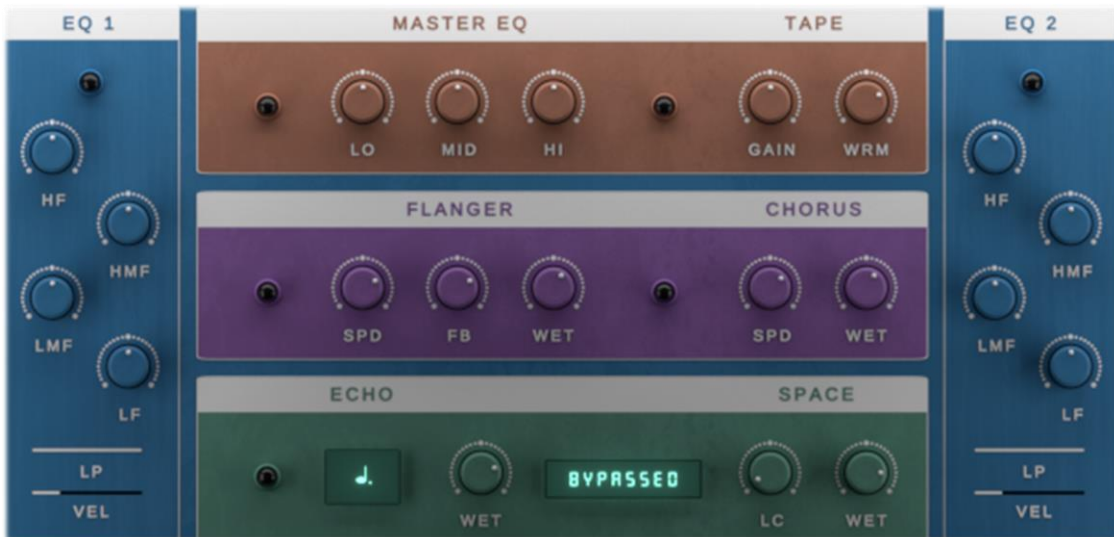 EQ 1
MASTER EQ
TAPE
EQ 2
LO
MID
HI
GAIN
WRM
HF
HMF
LMF
LF
LP
VEL
FLANGER
CHORUS
SPD
FB
WET
SPD
WET
ECHO
SPACE
BYPASSED
WET
LC
WET
HF
HMF
LMF
LF
LP
VEL